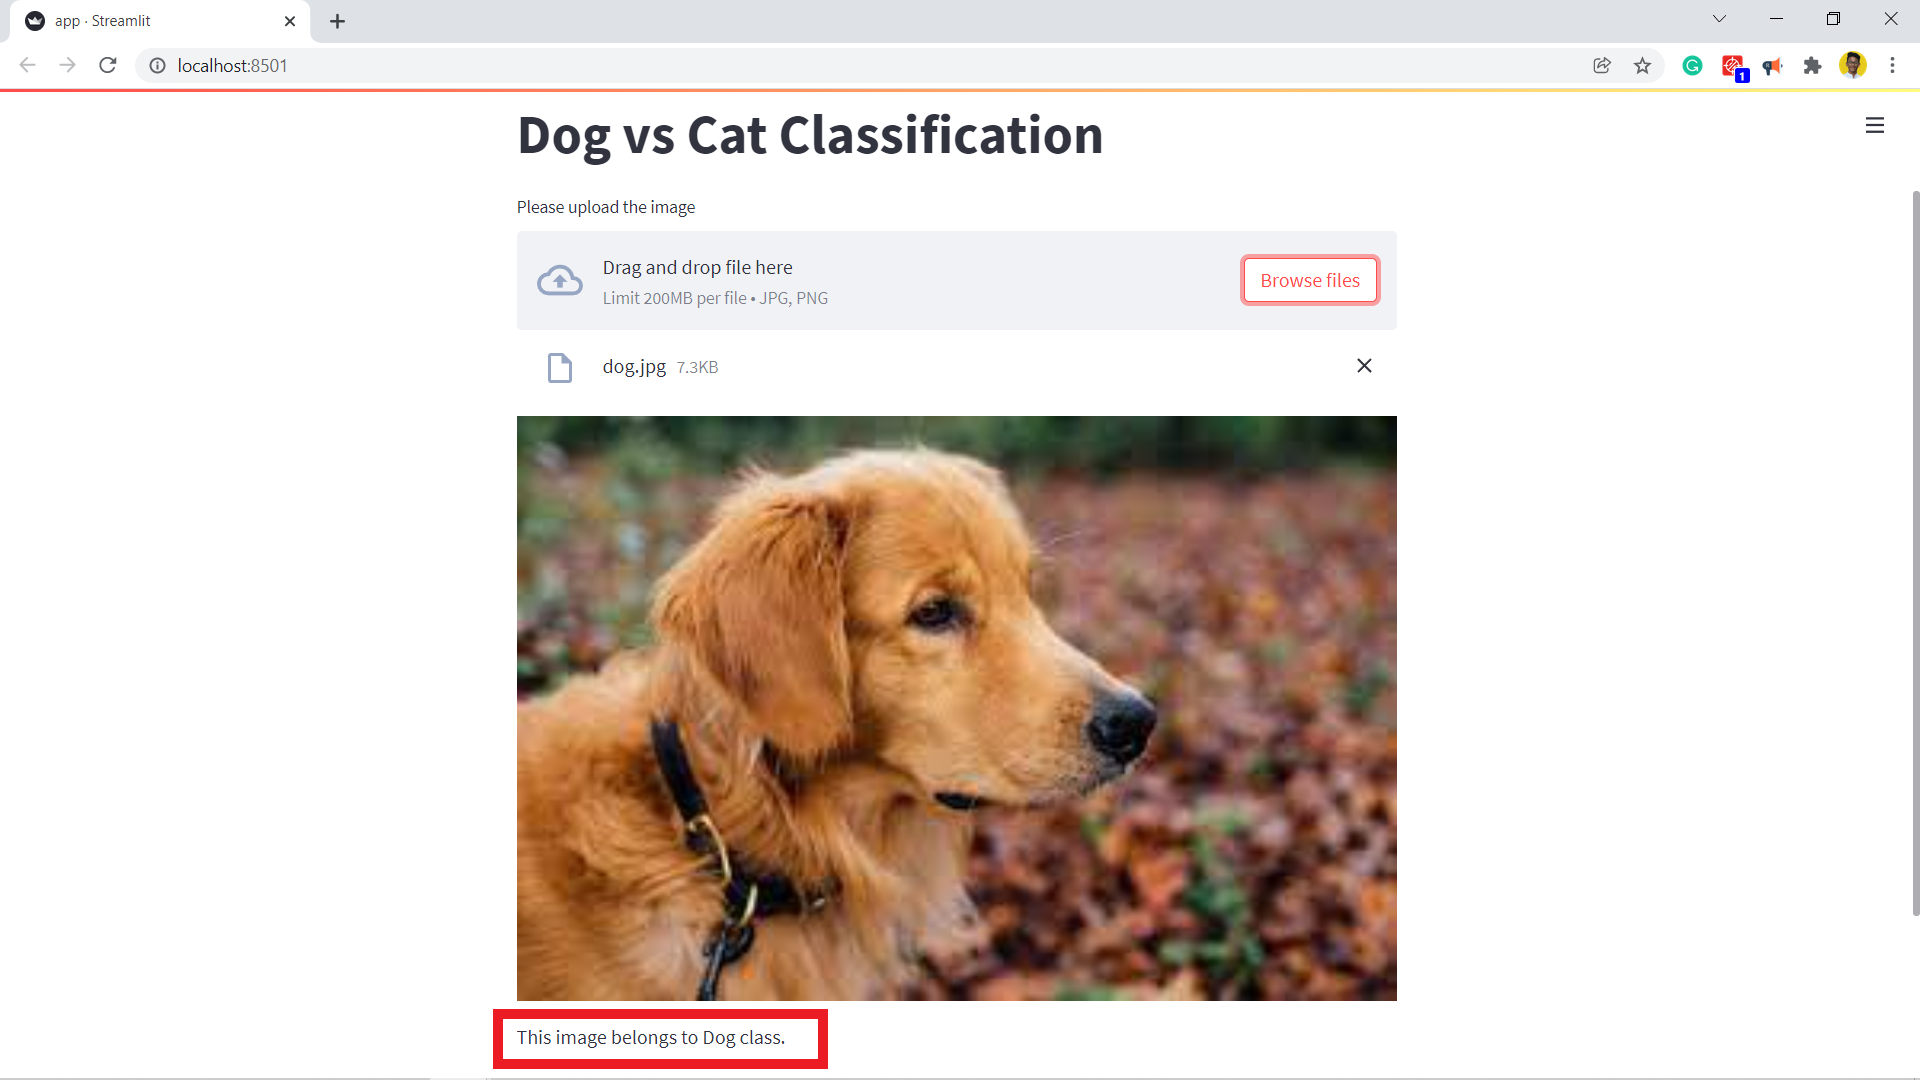 app · Streamlit
localhost:8501
1
Dog vs Cat Classification
Please upload the image
Drag and drop file here
Limit 200MB per file • JPG, PNG
Browse files
dog.jpg 7.3KB
This image belongs to Dog class.